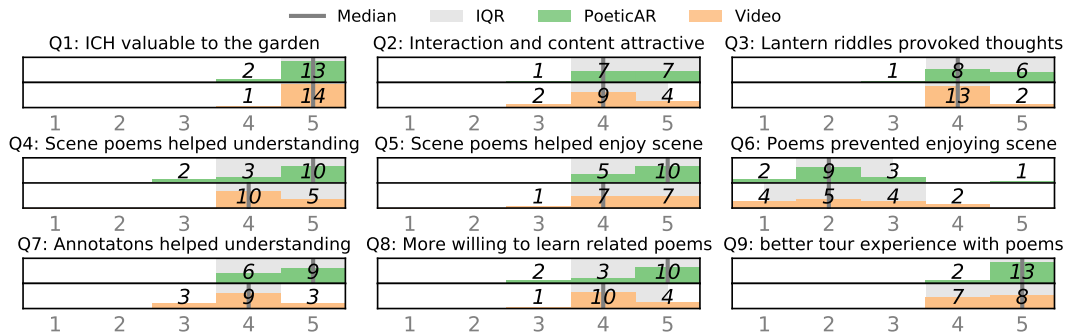 Median IQR PoeticAR Video
Q1: ICH valuable to the garden Q2: Interaction and content attractive Q3: Lantern riddles provoked thoughts
2 13 1 7 7 1 8 6
1 14 2 9 4 13 2
1 2 3 4 5 1 2 3 4 5 1 2 3 4 5
Q4: Scene poems helped understanding Q5: Scene poems helped enjoy scene Q6: Poems prevented enjoying scene
2 3 10 5 10 2 9 3 1
10 5 1 7 7 4 5 4 2
1 2 3 4 5 1 2 3 4 5 1 2 3 4 5
Q7: Annotatons helped understanding Q8: More willing to learn related poems Q9: better tour experience with poems
6 9 2 3 10 2 13
3 9 3 1 10 4 7 8
1 2 3 4 5 1 2 3 4 5 1 2 3 4 5